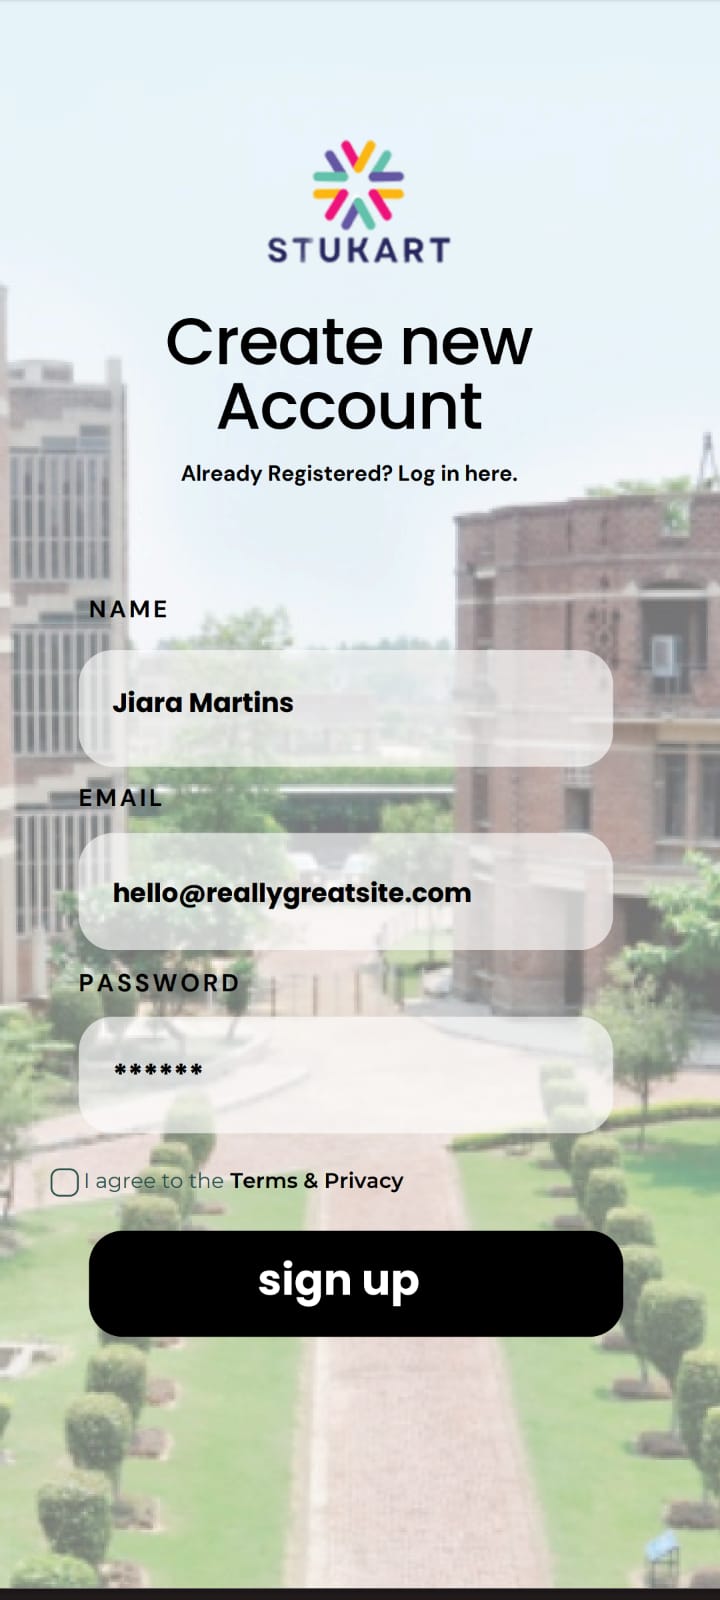 STUKART
Create new
Account
Already Registered? Log in here.
NAME
Jiara Martins
EMAIL
hello@reallygreatsite.com
PASSWORD
******
I agree to the Terms & Privacy
sign up